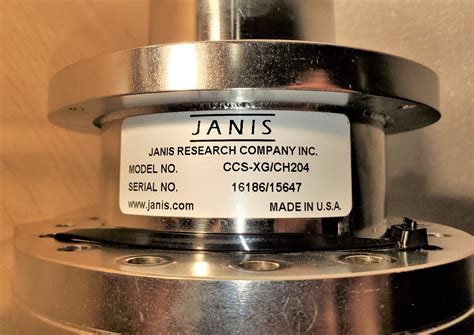 JANIS
JANIS RESEARCH COMPANY INC.
MODEL NO. CCS-XG/CH204
SERIAL NO. 16186/15647
www.janis.com MADE IN U.S.A.